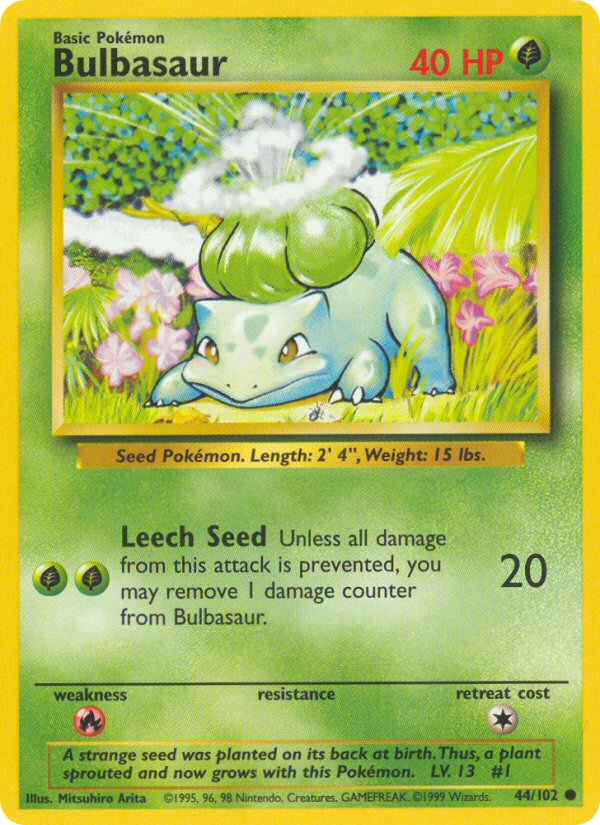 Basic Pokémon
Bulbasaur
40 HP
Seed Pokémon. Length: 2' 4", Weight: 15 lbs.
Leech Seed Unless all damage
from this attack is prevented, you
may remove 1 damage counter
from Bulbasaur.
20
weakness
resistance
retreat cost
A strange seed was planted on its back at birth. Thus, a plant
sprouted and now grows with this Pokémon. LV. 13 #1
Illus. Mitsuhiro Arita ©1995, 96, 98 Nintendo, Creatures. GAMEFREAK. ©1999 Wizards. 44/102